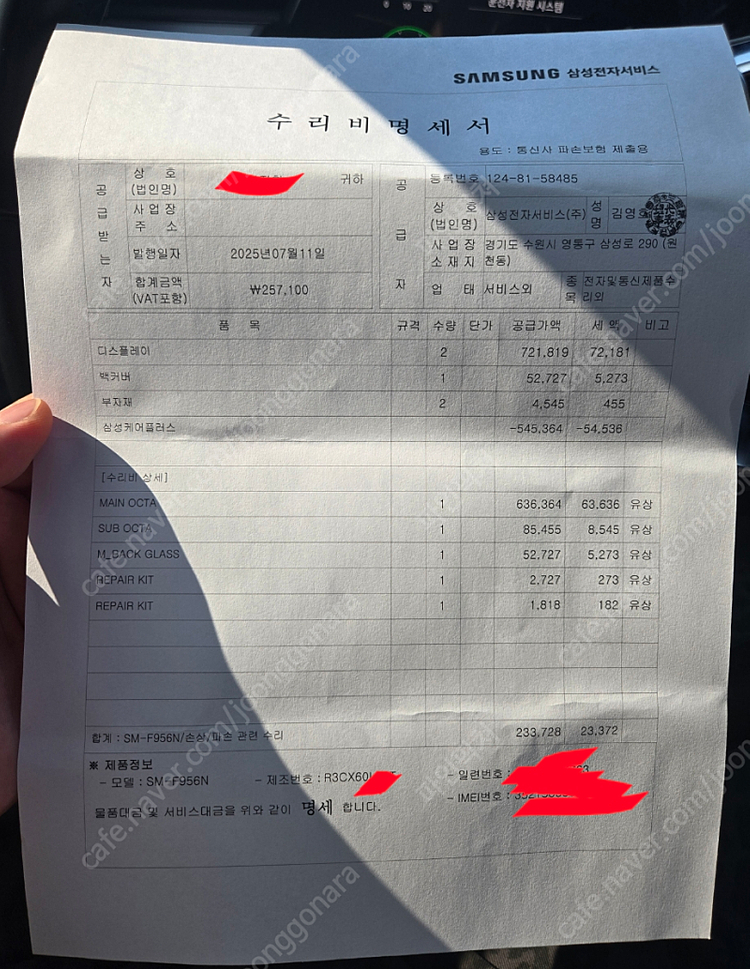 운전자 지원 시스템
SAMSUNG 삼성전자서비스
수 리 비 명 세 서
용도 : 통신사 파손보험 제출용
공급받는자
상 호 (법인명) 귀하
사 업 장 주 소
발행일자 2025년07월11일
합계금액 (VAT포함) ₩257,100
공급자
등록번호 124-81-58485
상 호 (법인명) 삼성전자서비스(주) 성명 김영호
사 업 장 소 재 지 경기도 수원시 영통구 삼성로 290 (원천동)
업 태 서비스외 종목 전자및통신제품수리외
품 목 규격 수량 단가 공급가액 세 액 비고
디스플레이 2 721,819 72,181
백커버 1 52,727 5,273
부자재 2 4,545 455
삼성케어플러스 -545,364 -54,536
[수리비 상세]
MAIN OCTA 1 636,364 63,636 유상
SUB OCTA 1 85,455 8,545 유상
M_BACK GLASS 1 52,727 5,273 유상
REPAIR KIT 1 2,727 273 유상
REPAIR KIT 1 1,818 182 유상
합계 : SM-F956N/손상/파손 관련 수리 233,728 23,372
※ 제품정보
- 모델 : SM-F956N - 제조번호 : R3CX60 - 일련번호 :
- IMEI번호 :
물품대금 및 서비스대금을 위와 같이 명세 합니다.
cafe.naver.com/joonggonara